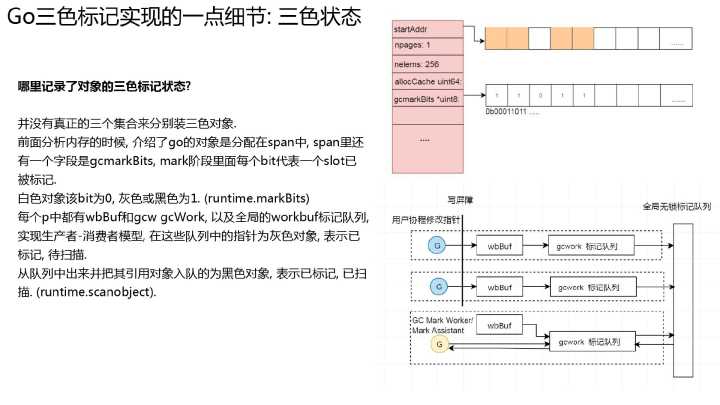 Go三色标记实现的一点细节: 三色状态
哪里记录了对象的三色标记状态?
并没有真正的三个集合来分别装三色对象.
前面分析内存的时候, 介绍了go的对象是分配在span中, span里还
有一个字段是gcmarkBits, mark阶段里面每个bit代表一个slot已
被标记.
白色对象该bit为0, 灰色或黑色为1. (runtime.markBits)
每个p中都有wbBuf和gcw gcWork, 以及全局的workbuf标记队列,
实现生产者-消费者模型, 在这些队列中的指针为灰色对象, 表示已
标记, 待扫描.
从队列中出来并把其引用对象入队的为黑色对象, 表示已标记, 已扫
描. (runtime.scanobject).
startAddr
npages: 1
nelems: 256
allocCache uint64:
gcmarkBits *uint8:
....
......
1 1 0 1 1
......
0b00011011 ....
写屏障
全局无锁标记队列
用户协程修改指针
G
wbBuf
gcwork 标记队列
G
wbBuf
gcwork 标记队列
GC Mark Worker/
Mark Assistant
wbBuf
G
gcwork 标记队列